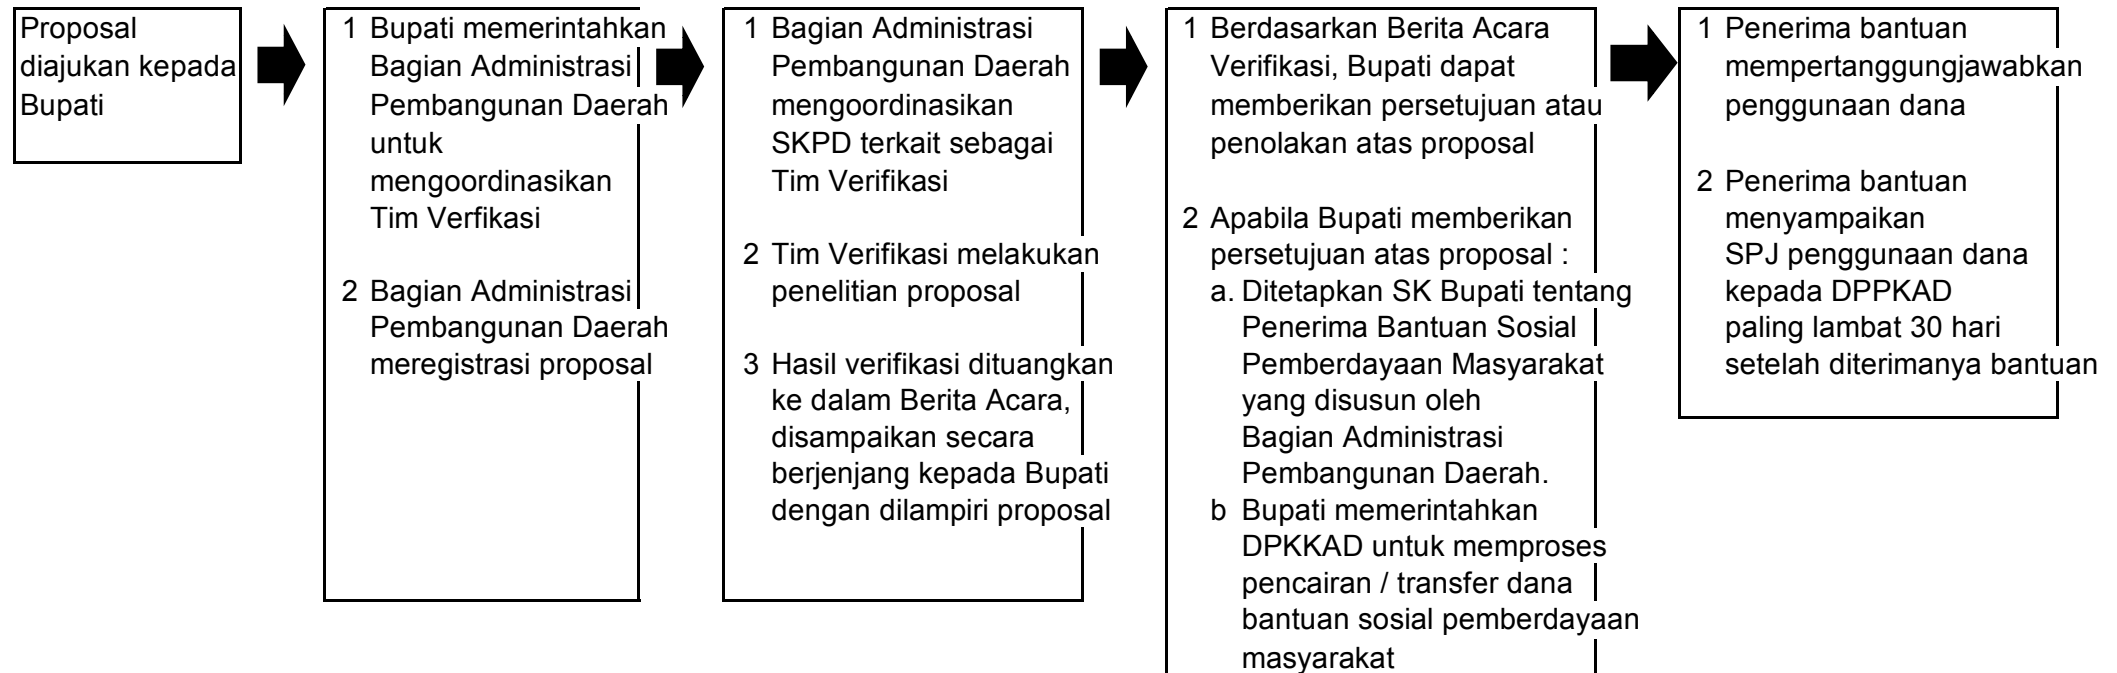 Proposal
diajukan kepada
Bupati
1 Bupati memerintahkan
Bagian Administrasi
Pembangunan Daerah
untuk
mengoordinasikan
Tim Verfikasi
2 Bagian Administrasi
Pembangunan Daerah
meregistrasi proposal
1 Bagian Administrasi
Pembangunan Daerah
mengoordinasikan
SKPD terkait sebagai
Tim Verifikasi
2 Tim Verifikasi melakukan
penelitian proposal
3 Hasil verifikasi dituangkan
ke dalam Berita Acara,
disampaikan secara
berjenjang kepada Bupati
dengan dilampiri proposal
1 Berdasarkan Berita Acara
Verifikasi, Bupati dapat
memberikan persetujuan atau
penolakan atas proposal
2 Apabila Bupati memberikan
persetujuan atas proposal :
a. Ditetapkan SK Bupati tentang
Penerima Bantuan Sosial
Pemberdayaan Masyarakat
yang disusun oleh
Bagian Administrasi
Pembangunan Daerah.
b Bupati memerintahkan
DPKKAD untuk memproses
pencairan / transfer dana
bantuan sosial pemberdayaan
masyarakat
1 Penerima bantuan
mempertanggungjawabkan
penggunaan dana
2 Penerima bantuan
menyampaikan
SPJ penggunaan dana
kepada DPPKAD
paling lambat 30 hari
setelah diterimanya bantuan